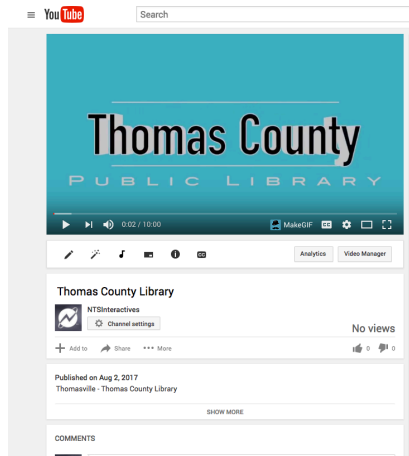 YouTube
Search
Thomas County
PUBLIC LIBRARY
0:02 / 10:00
MakeGIF
CC
CC
Analytics
Video Manager
Thomas County Library
NTSInteractives
Channel settings
No views
Add to
Share
More
0
0
Published on Aug 2, 2017
Thomasville - Thomas County Library
SHOW MORE
COMMENTS